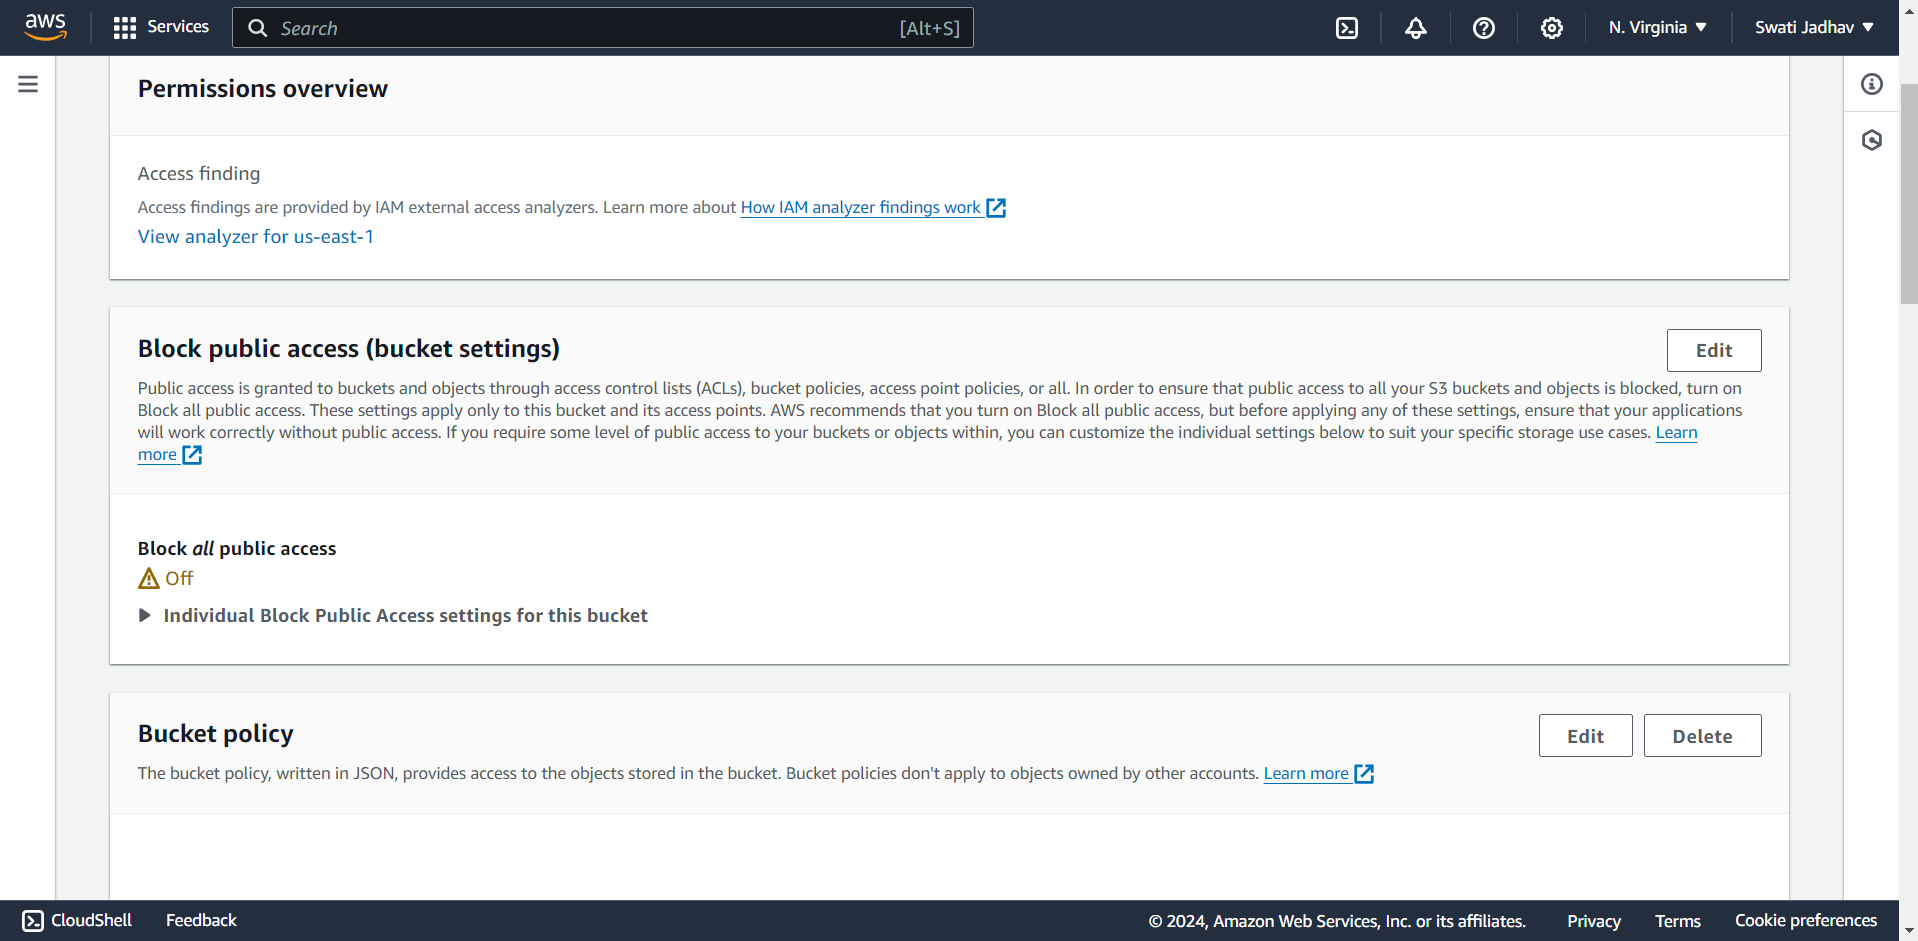 aws
Services
Search
[Alt+S]
N. Virginia
Swati Jadhav
Permissions overview
Access finding
Access findings are provided by IAM external access analyzers. Learn more about How IAM analyzer findings work
View analyzer for us-east-1
Block public access (bucket settings)
Edit
Public access is granted to buckets and objects through access control lists (ACLs), bucket policies, access point policies, or all. In order to ensure that public access to all your S3 buckets and objects is blocked, turn on
Block all public access. These settings apply only to this bucket and its access points. AWS recommends that you turn on Block all public access, but before applying any of these settings, ensure that your applications
will work correctly without public access. If you require some level of public access to your buckets or objects within, you can customize the individual settings below to suit your specific storage use cases. Learn
more
Block all public access
Off
Individual Block Public Access settings for this bucket
Bucket policy
Edit
Delete
The bucket policy, written in JSON, provides access to the objects stored in the bucket. Bucket policies don't apply to objects owned by other accounts. Learn more
CloudShell
Feedback
© 2024, Amazon Web Services, Inc. or its affiliates.
Privacy
Terms
Cookie preferences